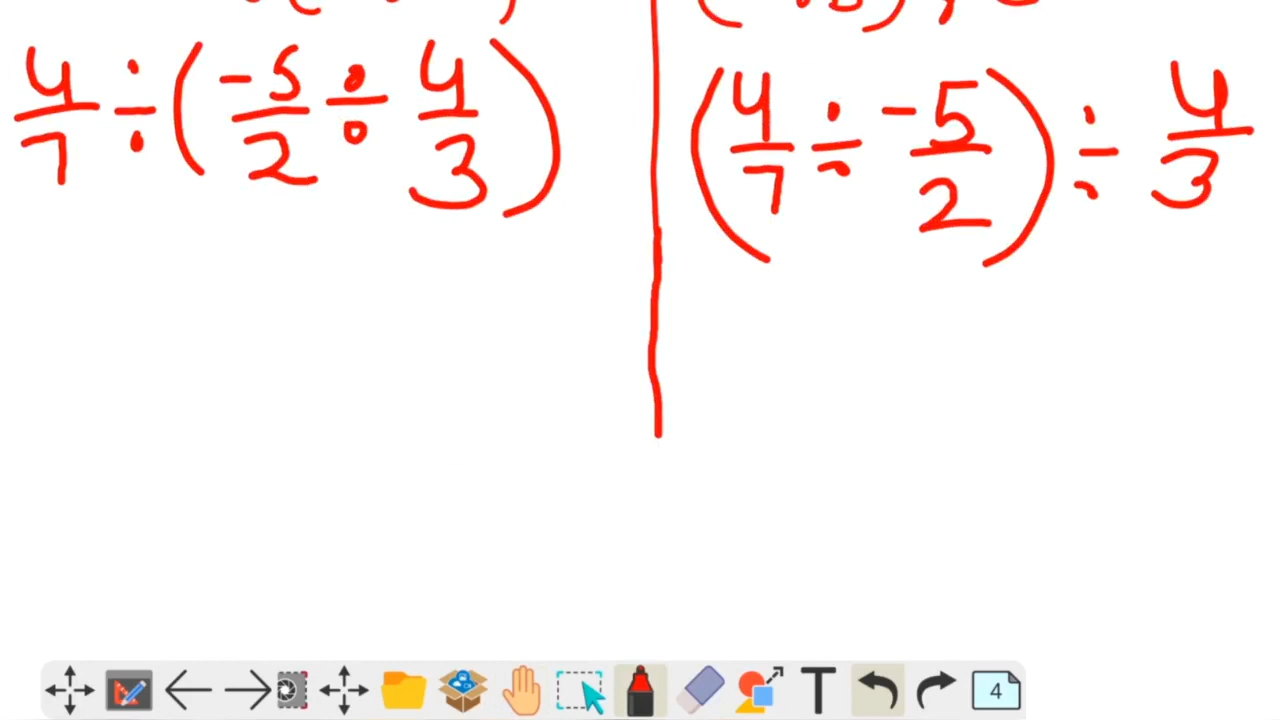 4/7 ÷ (-5/2 ÷ 4/3)
(4/7 ÷ -5/2) ÷ 4/3
4